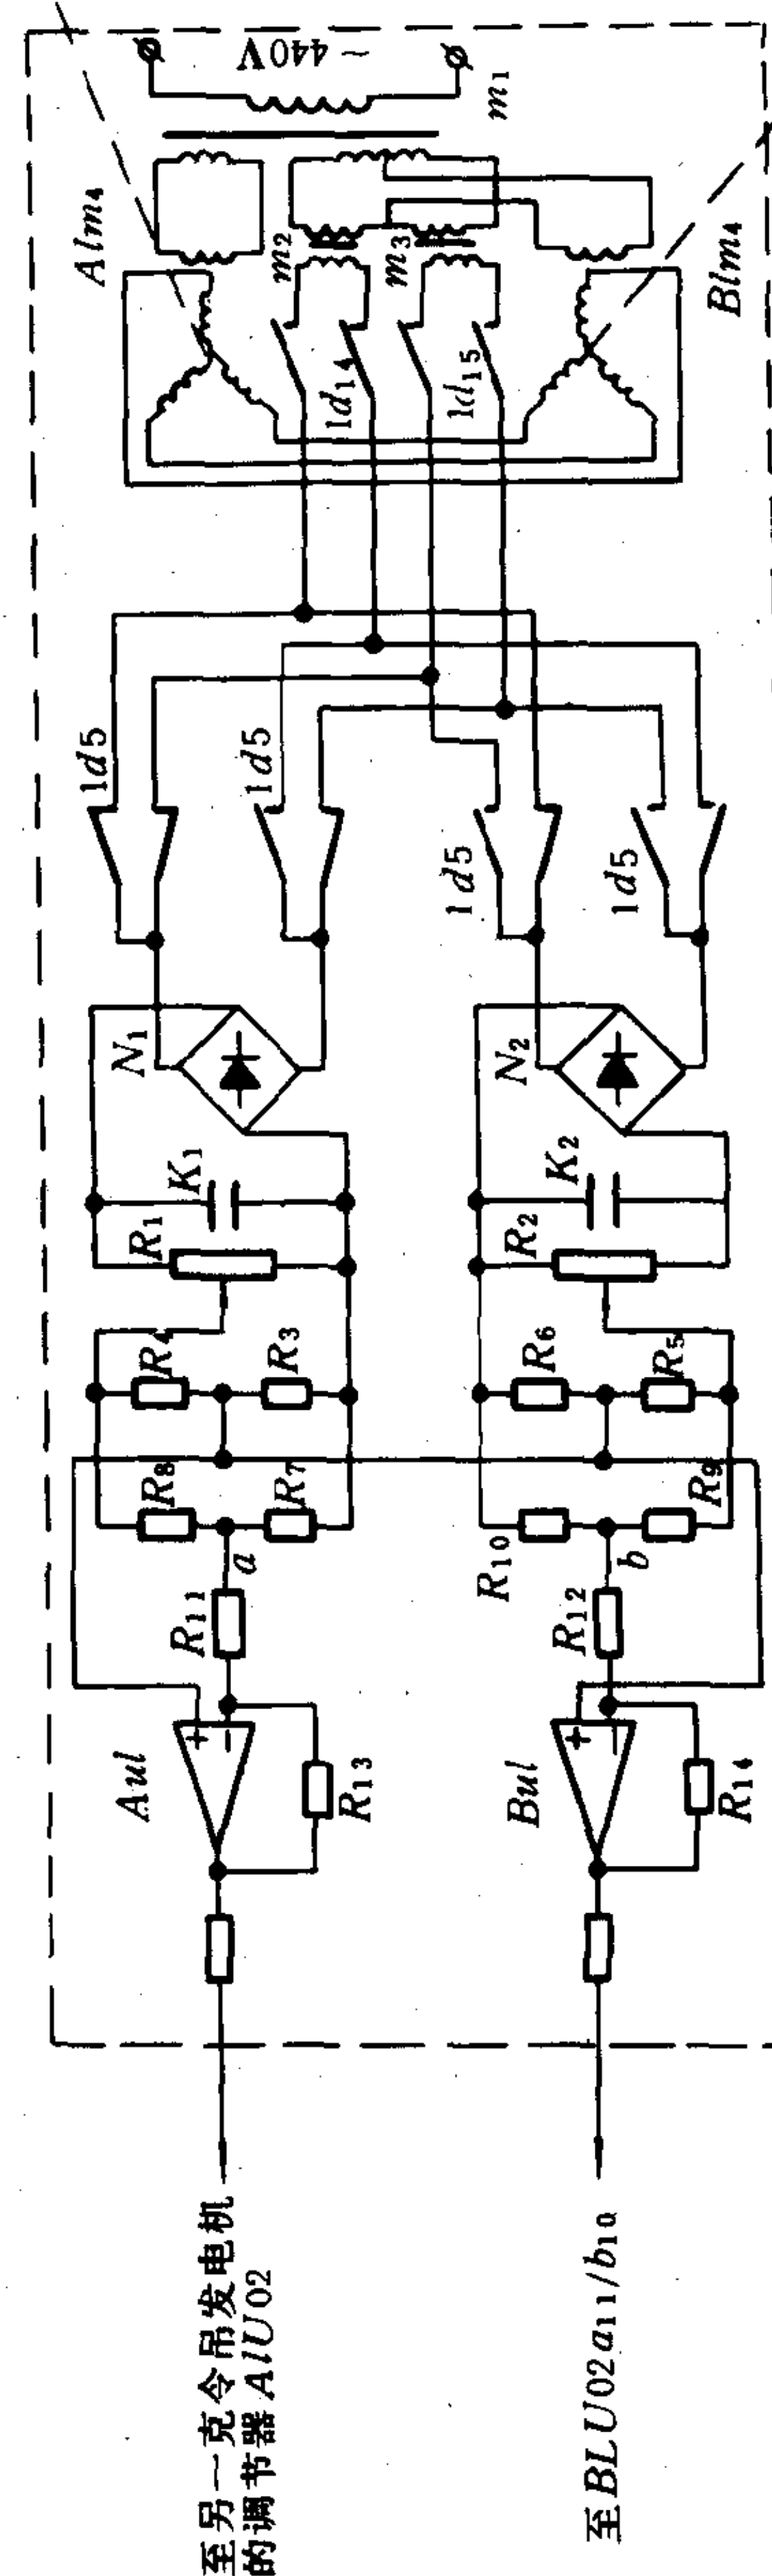 ~440V
m₁
Alm₄
m₂
m₃
Blm₄
1d₁₄
1d₁₅
1d5
1d5
1d5
1d5
N₁
N₂
K₁
K₂
R₁
R₂
R₄
R₃
R₆
R₅
R₈
R₇
R₁₀
R₉
a
b
R₁₁
R₁₂
Aul
+
−
R₁₃
Bul
+
−
R₁₄
至另一克令吊发电机
的调节器AlU02
至BLU02a₁₁/b₁₀